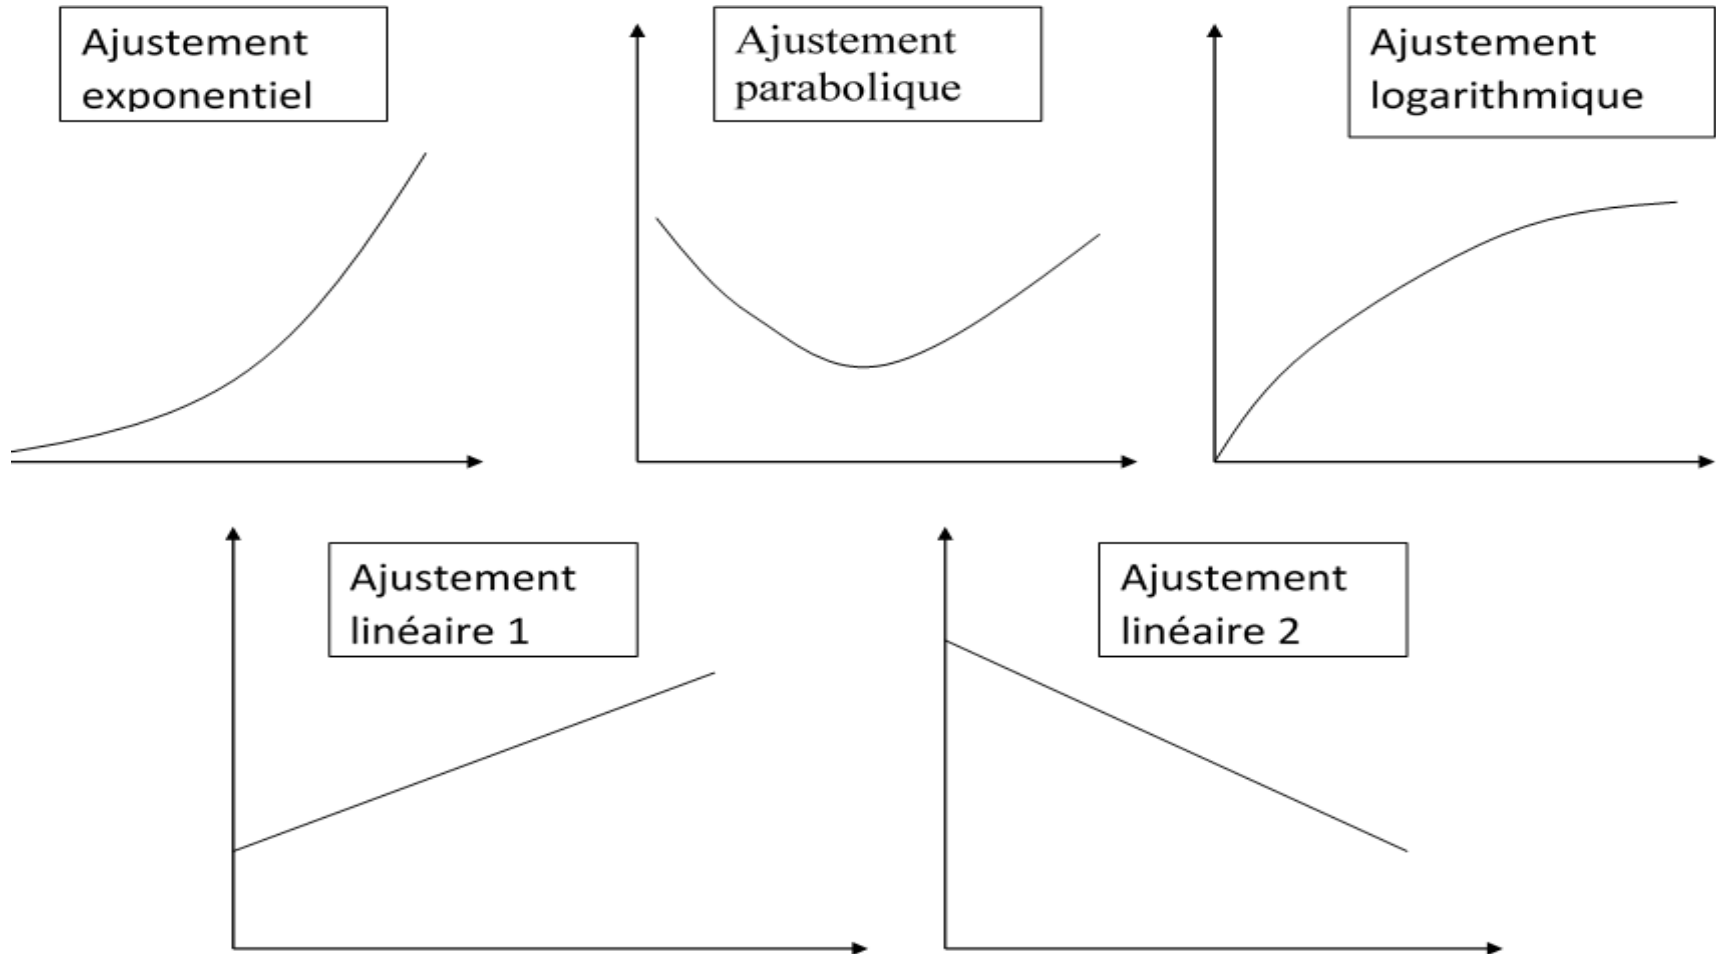 Ajustement
exponentiel
Ajustement
parabolique
Ajustement
logarithmique
Ajustement
linéaire 1
Ajustement
linéaire 2